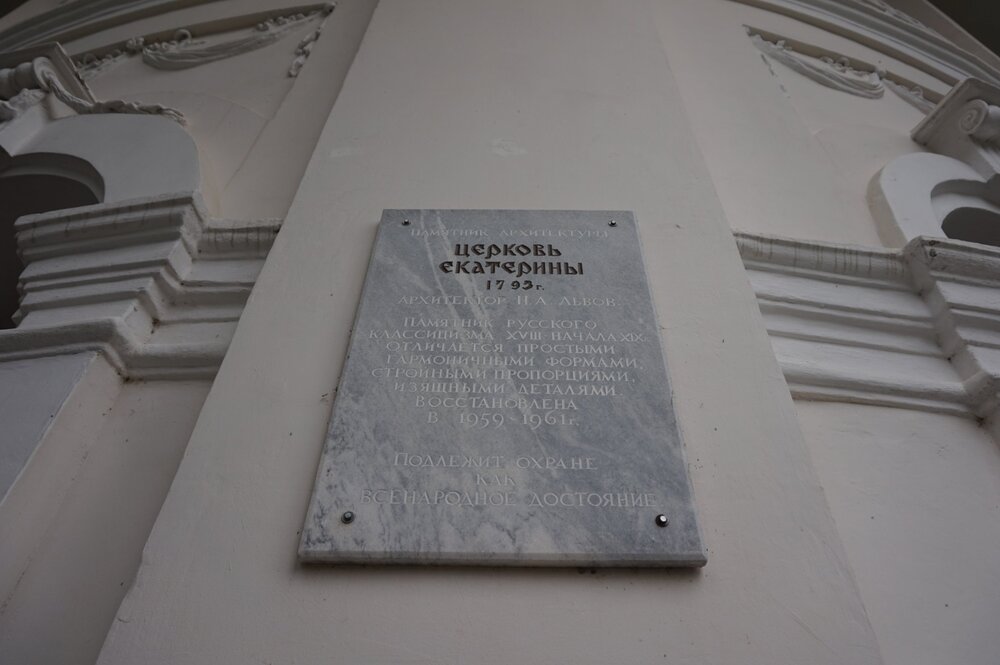 ПАМЯТНИК АРХИТЕКТУРЫ
ЦЕРКОВЬ
ЕКАТЕРИНЫ
1793г.
АРХИТЕКТОР Н.А. ЛЬВОВ.
ПАМЯТНИК РУССКОГО
КЛАССИЦИЗМА XVIII-НАЧАЛА XIX.
ОТЛИЧАЕТСЯ ПРОСТЫМИ
ГАРМОНИЧНЫМИ ФОРМАМИ,
СТРОЙНЫМИ ПРОПОРЦИЯМИ,
ИЗЯЩНЫМИ ДЕТАЛЯМИ.
ВОССТАНОВЛЕНА
В 1959-1961г.
ПОДЛЕЖИТ ОХРАНЕ
КАК
ВСЕНАРОДНОЕ ДОСТОЯНИЕ